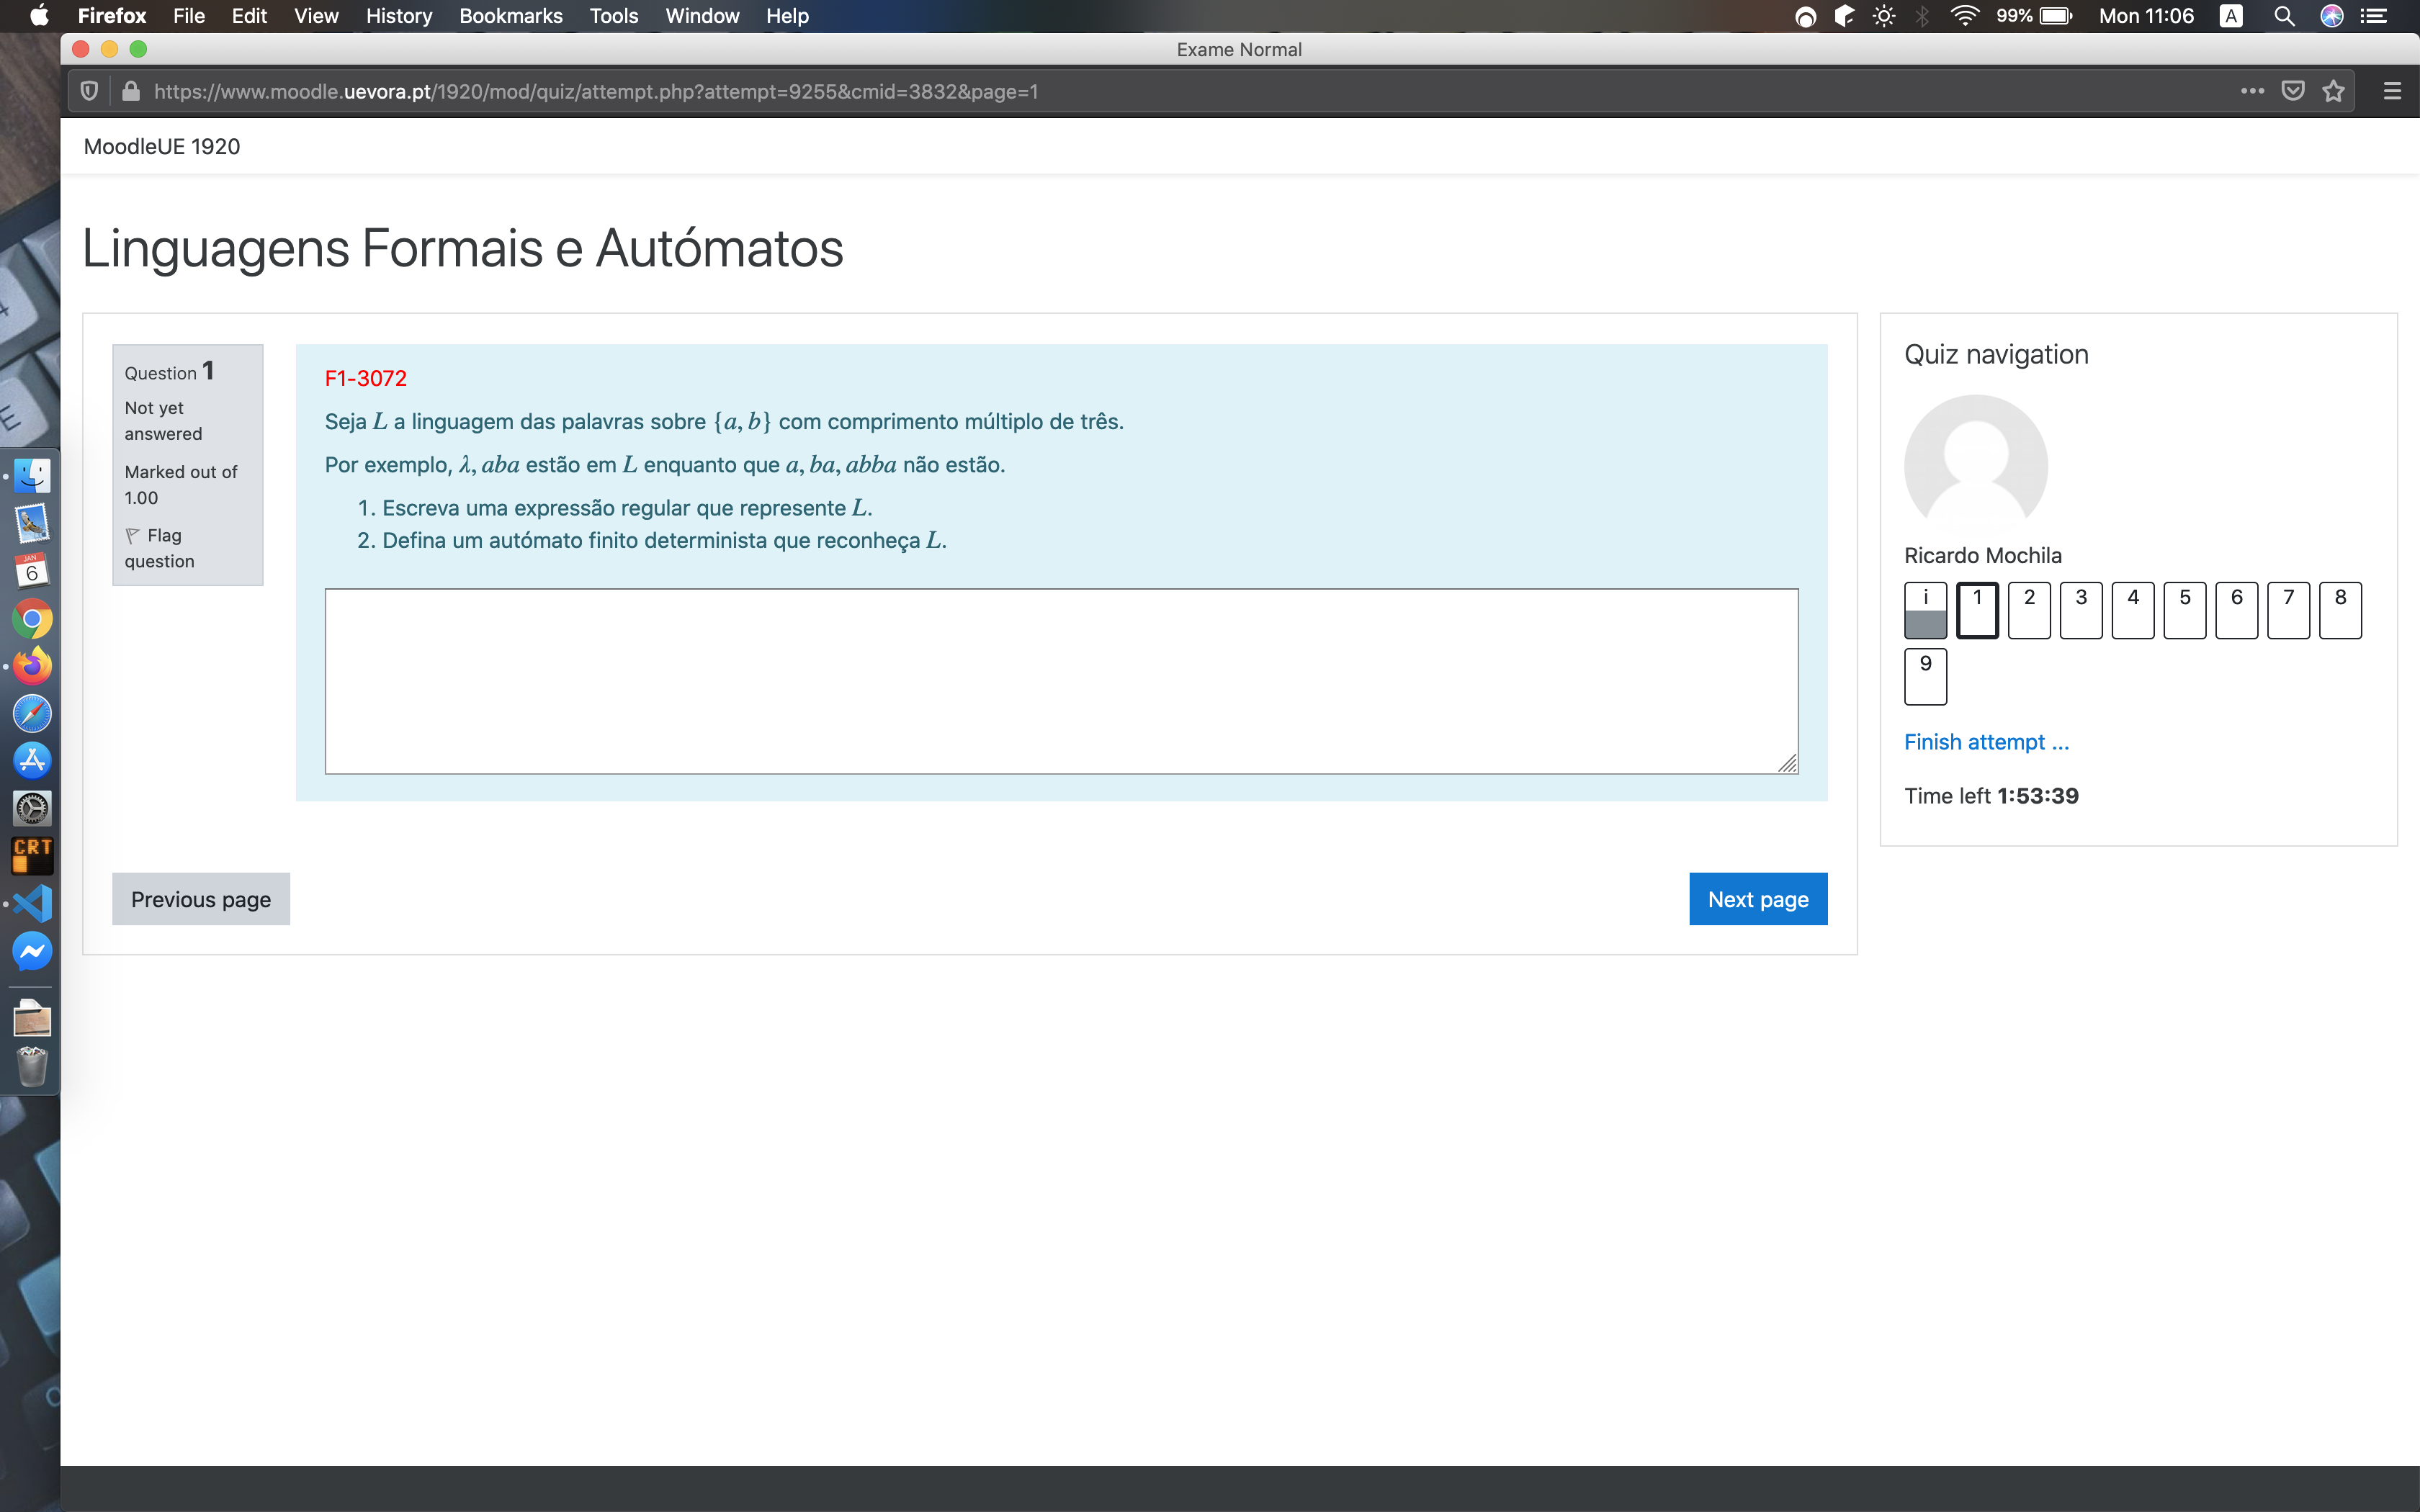 Firefox File Edit View History Bookmarks Tools Window Help 99% Mon 11:06 A
Exame Normal
https://www.moodle.uevora.pt/1920/mod/quiz/attempt.php?attempt=9255&cmid=3832&page=1
MoodleUE 1920
Linguagens Formais e Autómatos
Question 1
Not yet
answered
Marked out of
1.00
Flag
question
F1-3072
Seja L a linguagem das palavras sobre {a, b} com comprimento múltiplo de três.
Por exemplo, λ, aba estão em L enquanto que a, ba, abba não estão.
1. Escreva uma expressão regular que represente L.
2. Defina um autómato finito determinista que reconheça L.
Previous page
Next page
Quiz navigation
Ricardo Mochila
i 1 2 3 4 5 6 7 8
9
Finish attempt ...
Time left 1:53:39
JAN
6
CRT
E